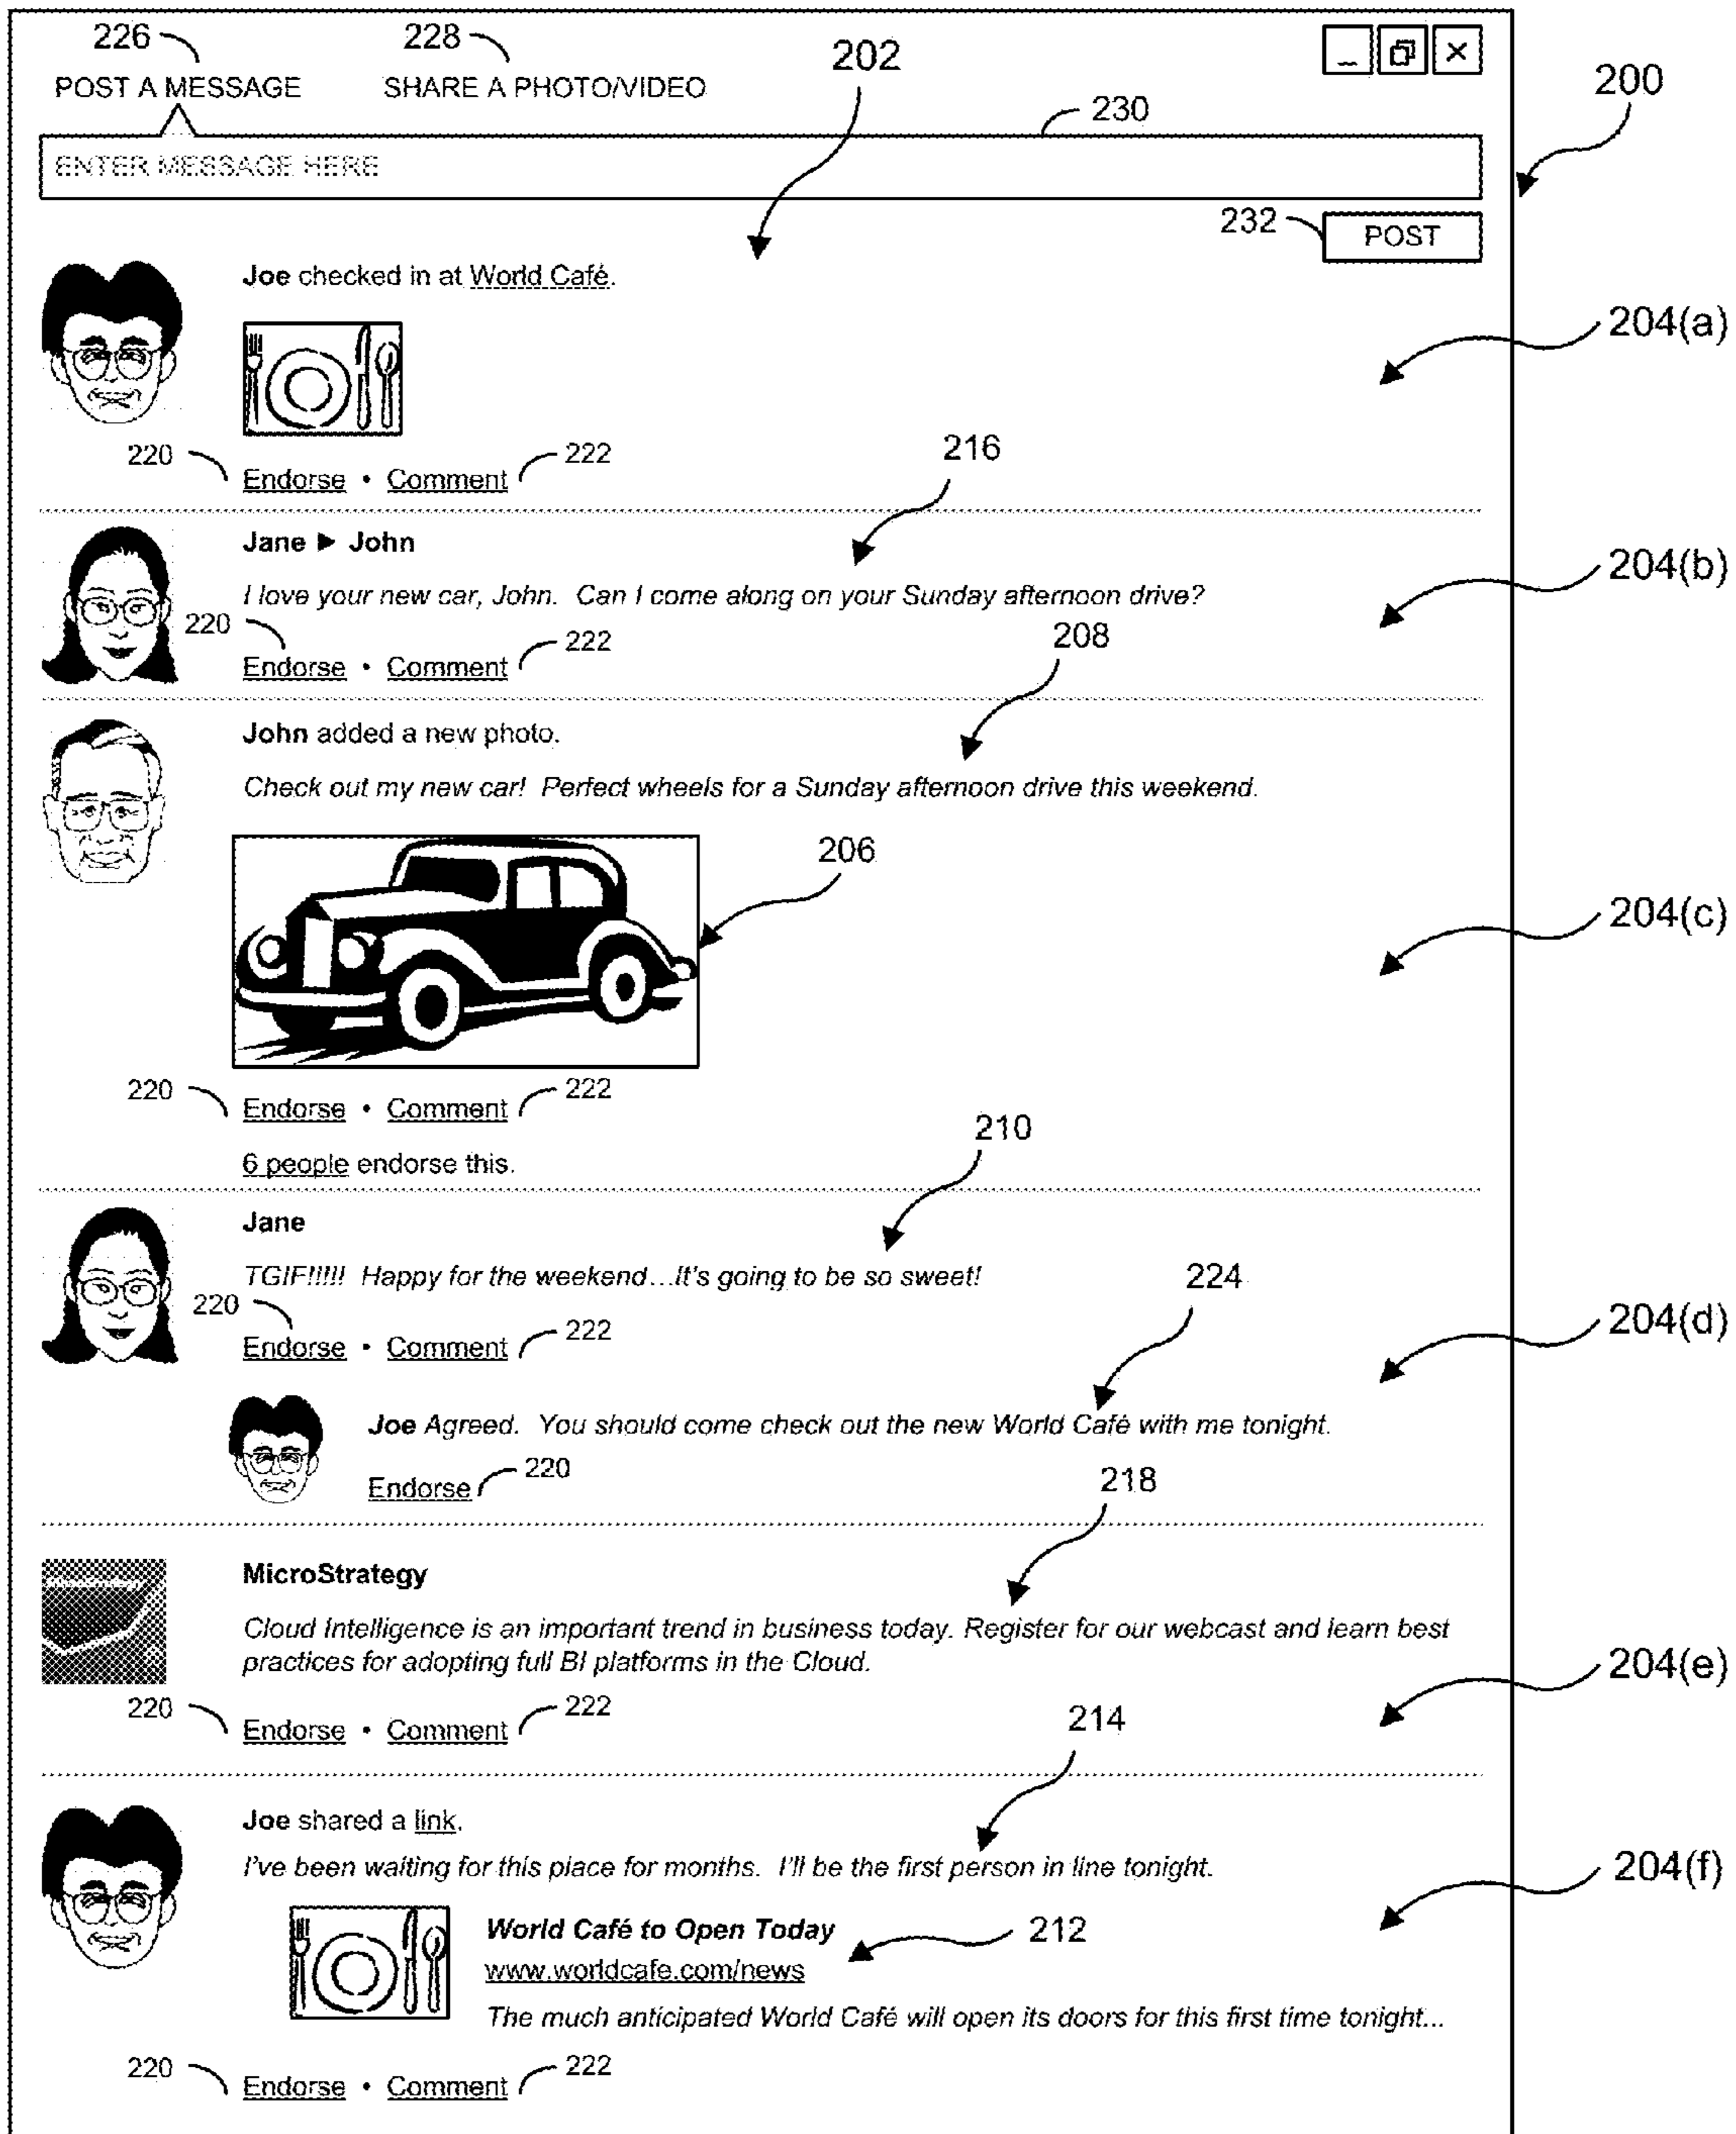 226 228 202 200
POST A MESSAGE SHARE A PHOTO/VIDEO
230
ENTER MESSAGE HERE
232 POST
Joe checked in at World Café.
204(a)
220 Endorse • Comment 222
216
Jane ► John
204(b)
I love your new car, John. Can I come along on your Sunday afternoon drive?
220 Endorse • Comment 222
208
John added a new photo.
Check out my new car! Perfect wheels for a Sunday afternoon drive this weekend.
206
204(c)
220 Endorse • Comment 222
210
6 people endorse this.
Jane
TGIF!!!!! Happy for the weekend...It's going to be so sweet!
224
220 Endorse • Comment 222
204(d)
Joe Agreed. You should come check out the new World Café with me tonight.
Endorse 220
218
MicroStrategy
Cloud Intelligence is an important trend in business today. Register for our webcast and learn best
practices for adopting full BI platforms in the Cloud.
204(e)
220 Endorse • Comment 222
214
Joe shared a link.
I've been waiting for this place for months. I'll be the first person in line tonight.
204(f)
World Café to Open Today 212
www.worldcafe.com/news
The much anticipated World Café will open its doors for this first time tonight...
220 Endorse • Comment 222